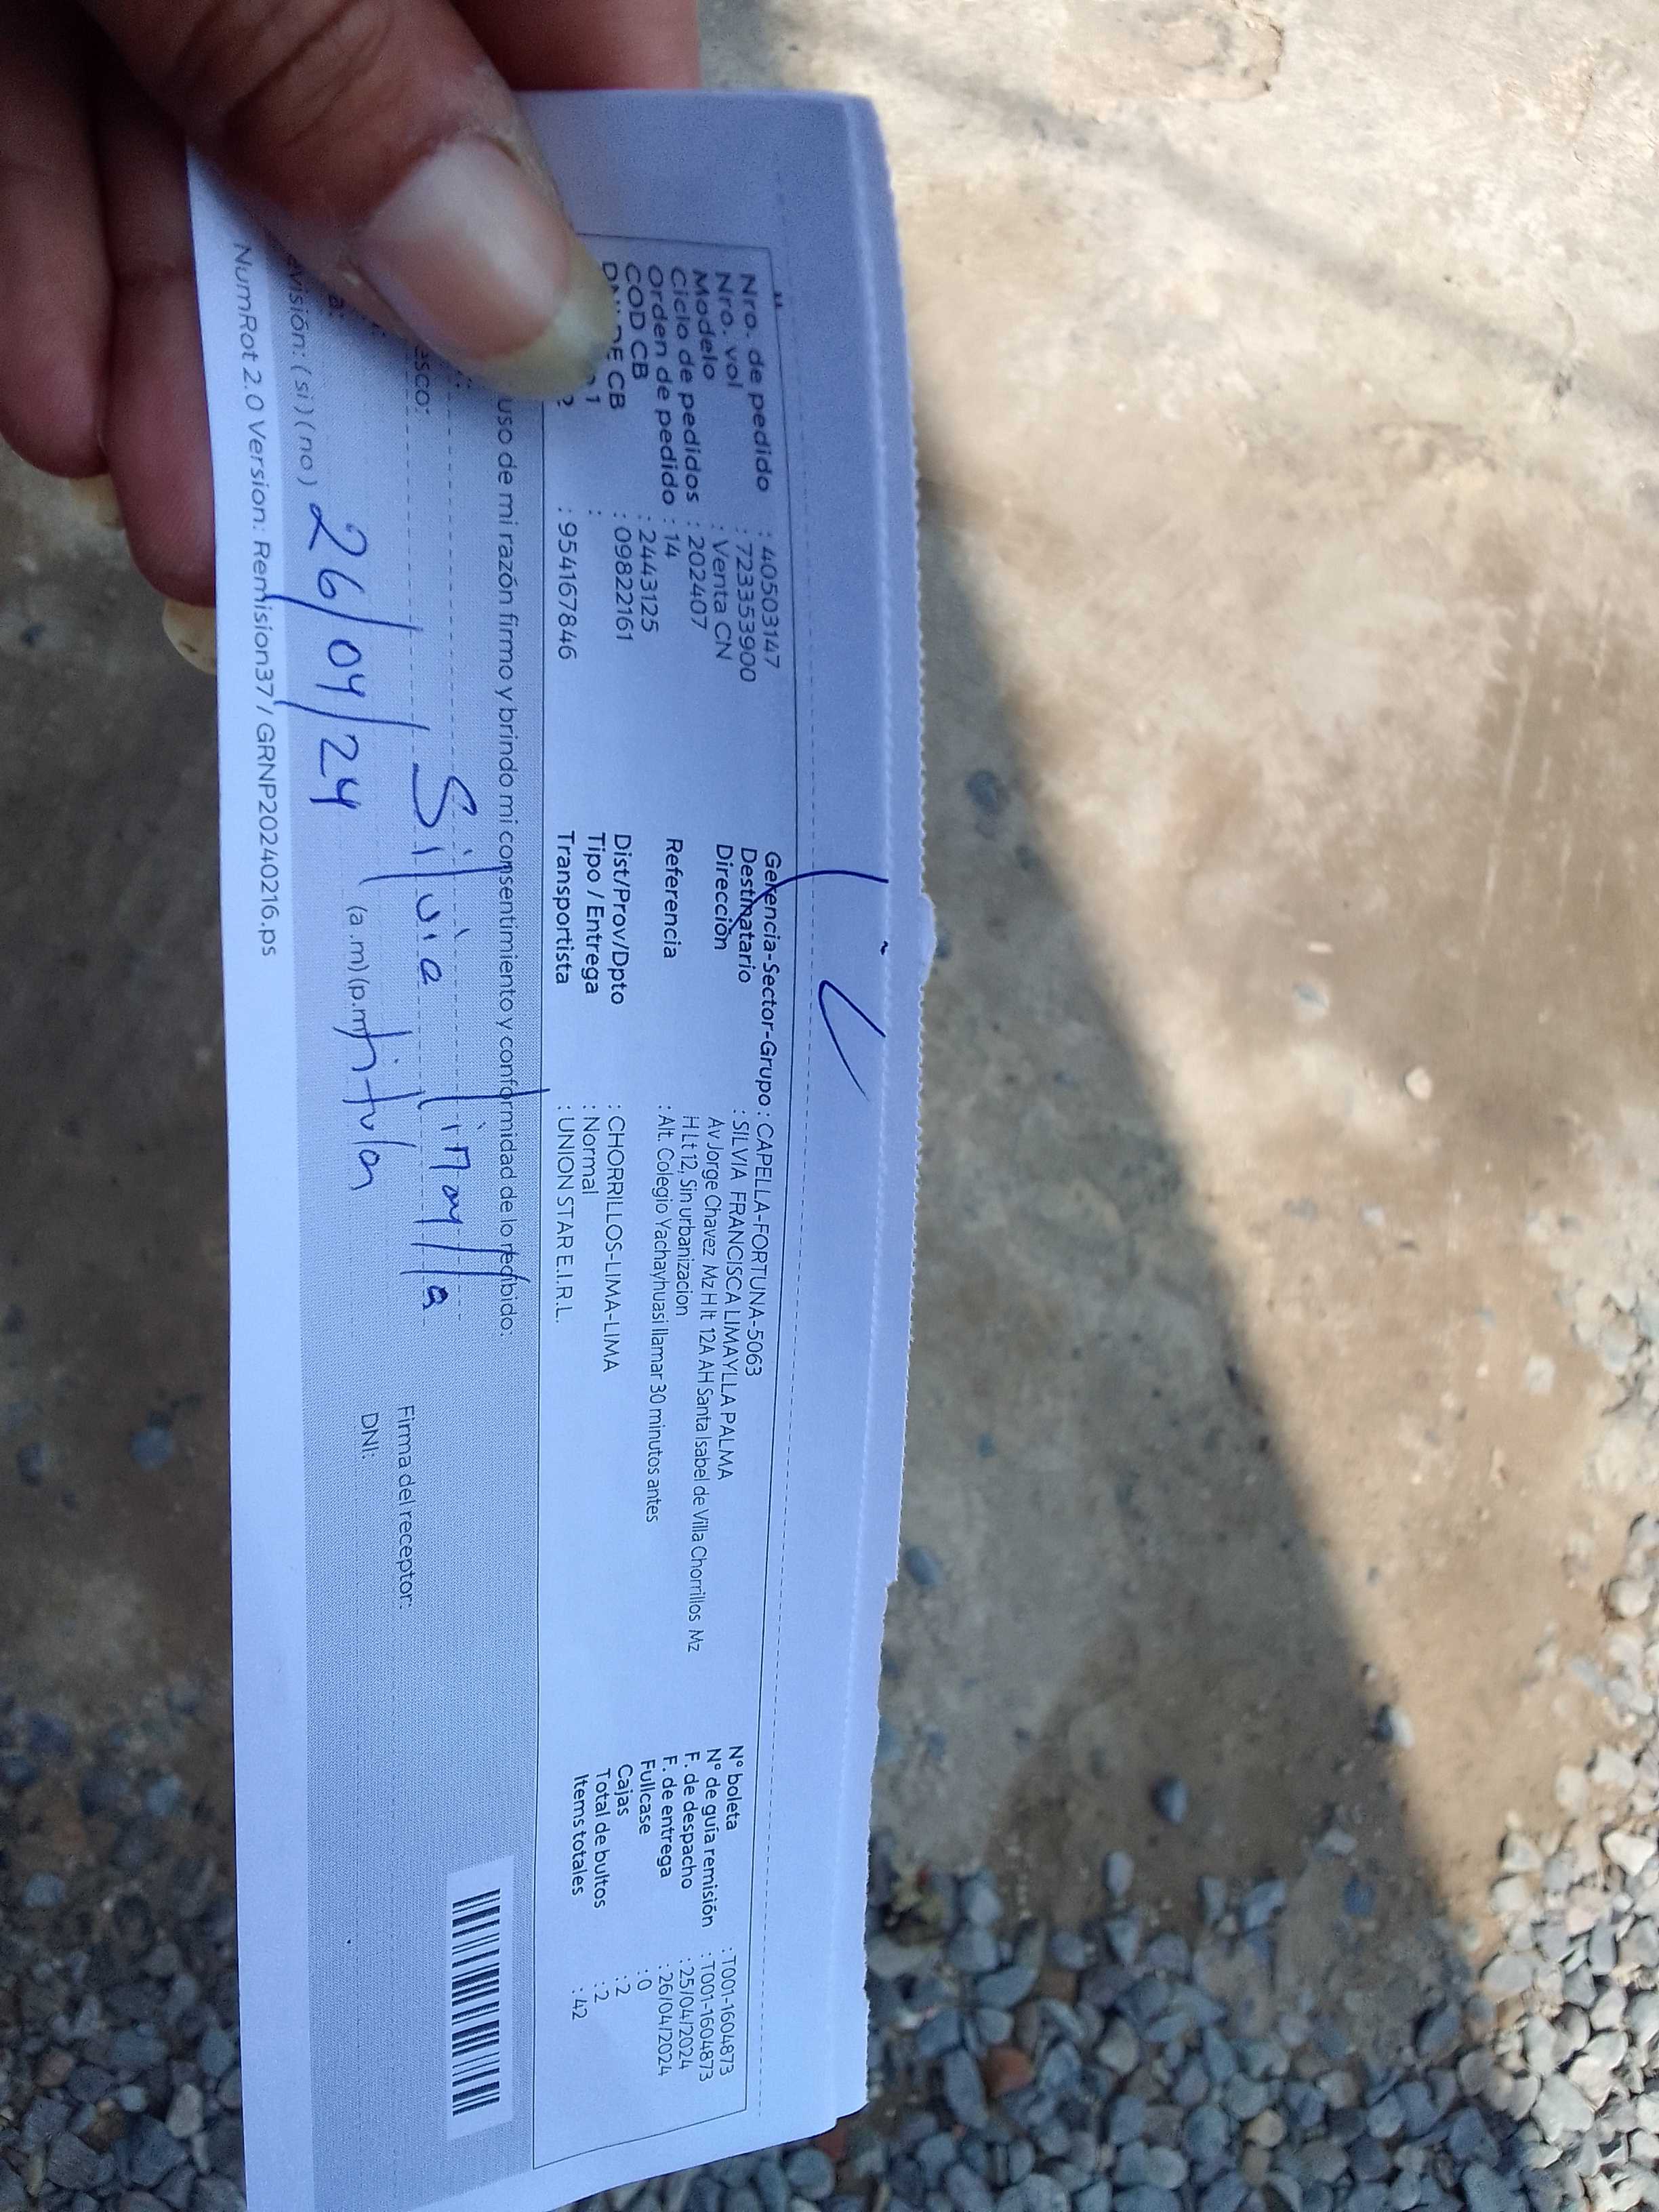 Nro. de pedido : 40503147
Nro. vol : 723353900
Modelo : Venta CN
Ciclo de pedidos : 202407
Orden de pedido : 14
COD CB : 2443125
CB : 09822161
:
: 954167846
Gerencia-Sector-Grupo : CAPELLA-FORTUNA-5063
Destinatario : SILVIA FRANCISCA LIMAYLLA PALMA
Dirección Av Jorge Chavez Mz H lt 12A AH Santa Isabel de Villa Chorrillos Mz
H Lt 12, Sin urbanizacion
Referencia : Alt. Colegio Yachayhuasi llamar 30 minutos antes
Dist/Prov/Dpto : CHORRILLOS-LIMA-LIMA
Tipo / Entrega : Normal
Transportista : UNION STAR E.I.R.L.
N° boleta : T001-1604873
N° de guía remisión : T001-1604873
F. de despacho : 25/04/2024
F. de entrega : 26/04/2024
Fullcase : 0
Cajas : 2
Total de bultos : 2
Items totales : 42
uso de mi razón firmo y brindo mi consentimiento y conformidad de lo recibido:
Silvia Limaylla
esco:
Firma del receptor:
(a.m)(p.m) titular
DNI:
(si) (no) 26/04/24
NumRot 2.0 Version: Remision37 / GRNP20240216.ps